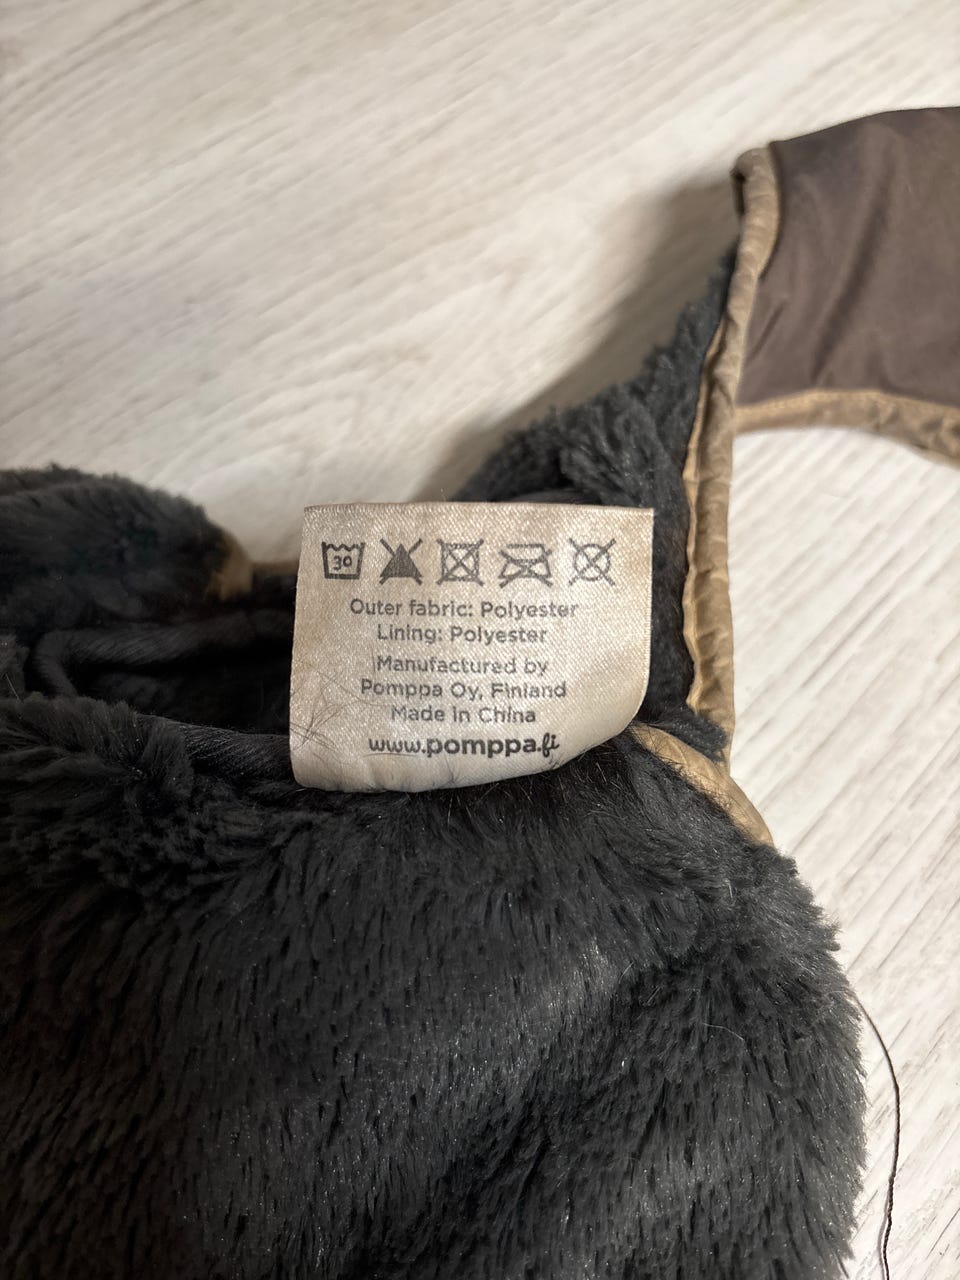 30
Outer fabric: Polyester
Lining: Polyester
Manufactured by
Pomppa Oy, Finland
Made in China
www.pomppa.fi